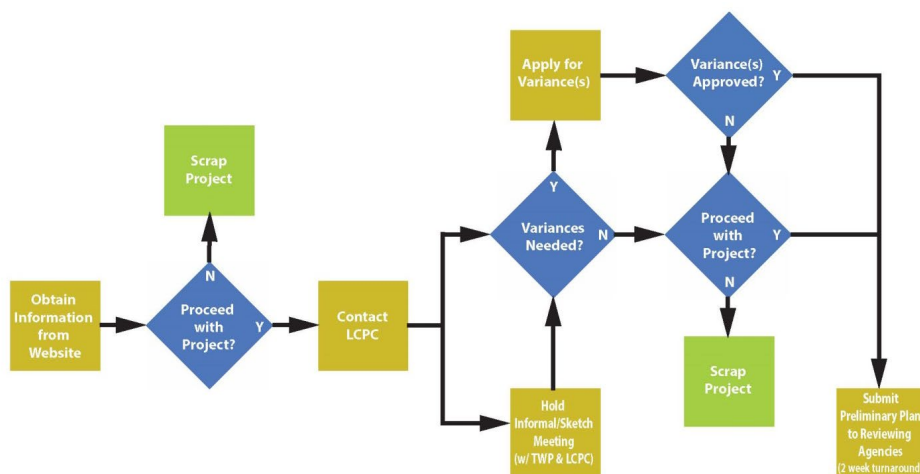 Obtain
Information
from
Website
Proceed
with
Project?
N
Y
Scrap
Project
Contact
LCPC
Hold
Informal/Sketch
Meeting
(w/ TWP & LCPC)
Variances
Needed?
Y
N
Apply for
Variance(s)
Variance(s)
Approved?
Y
N
Proceed
with
Project?
Y
N
Scrap
Project
Submit
Preliminary Plan
to Reviewing
Agencies
(2 week turnaround